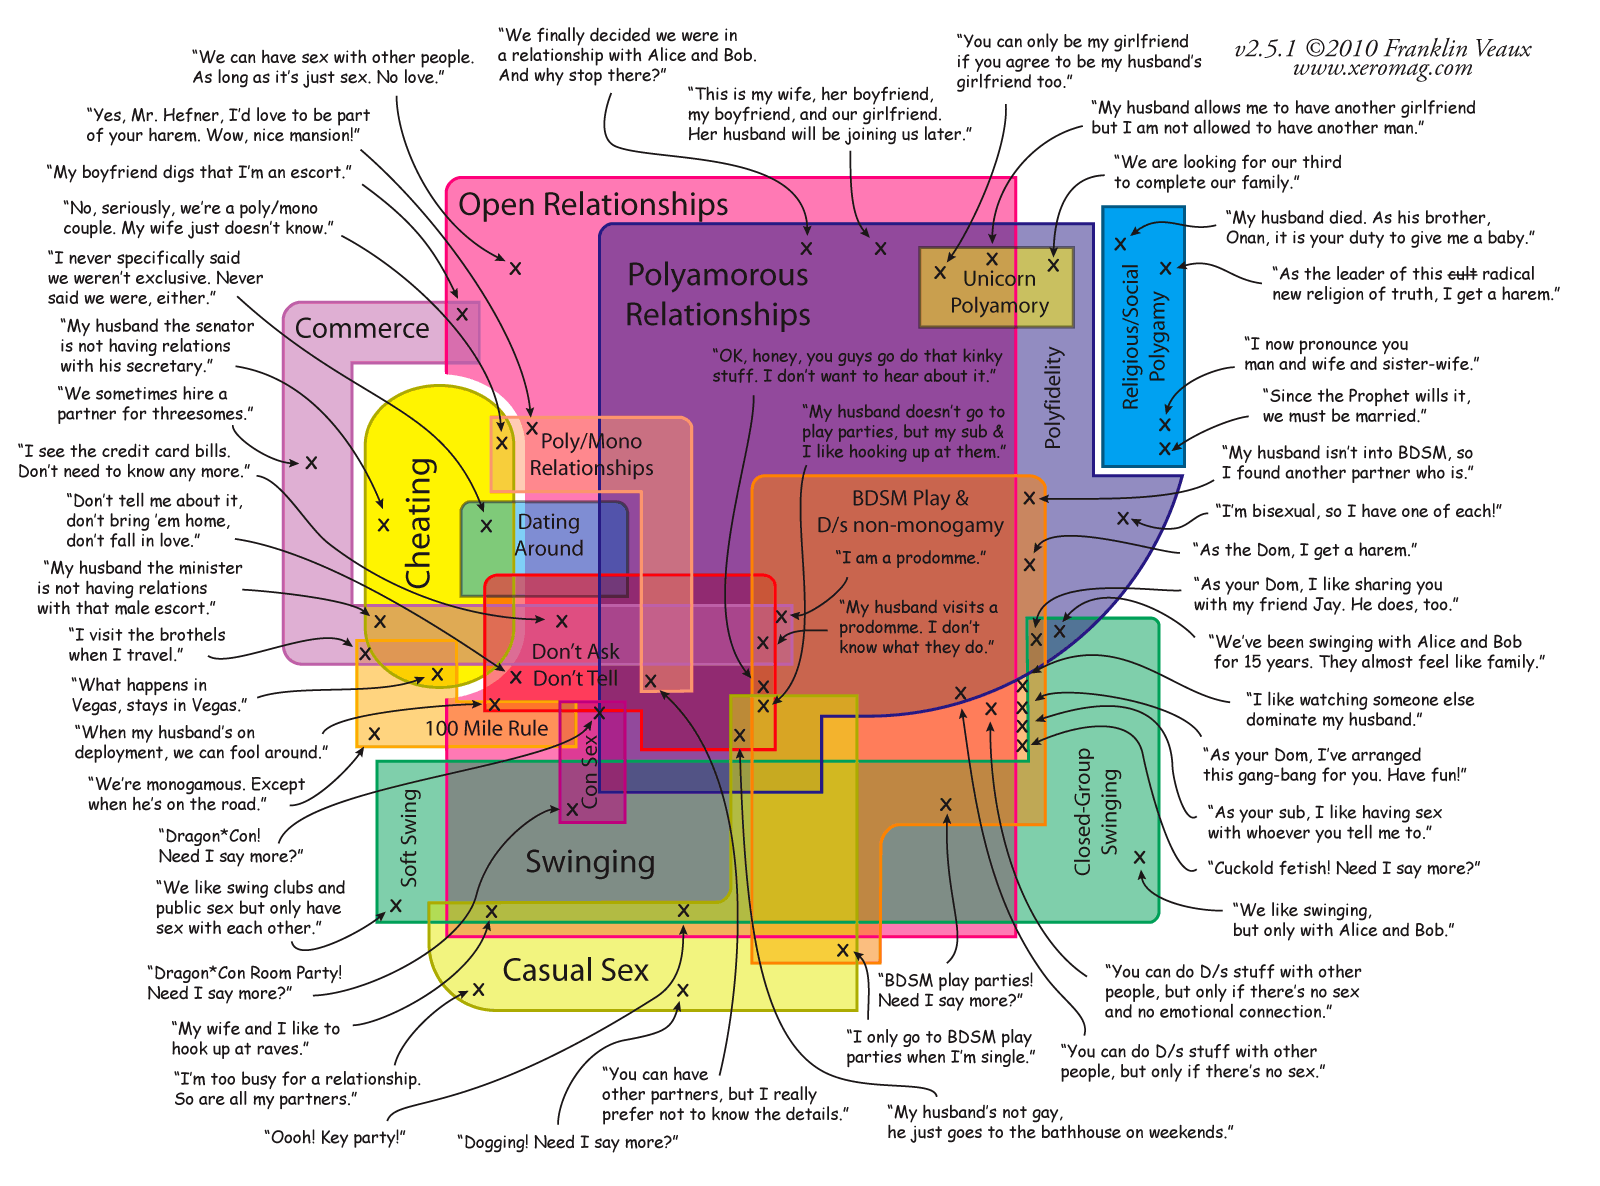 v2.5.1 ©2010 Franklin Veaux
www.xeromag.com
“We can have sex with other people.
As long as it’s just sex. No love.”
“We finally decided we were in
a relationship with Alice and Bob.
And why stop there?”
“This is my wife, her boyfriend,
my boyfriend, and our girlfriend.
Her husband will be joining us later.”
“You can only be my girlfriend
if you agree to be my husband’s
girlfriend too.”
“My husband allows me to have another girlfriend
but I am not allowed to have another man.”
“We are looking for our third
to complete our family.”
“My husband died. As his brother,
Onan, it is your duty to give me a baby.”
“As the leader of this cult radical
new religion of truth, I get a harem.”
“I now pronounce you
man and wife and sister-wife.”
“Since the Prophet wills it,
we must be married.”
“My husband isn’t into BDSM, so
I found another partner who is.”
“I’m bisexual, so I have one of each!”
“As the Dom, I get a harem.”
“As your Dom, I like sharing you
with my friend Jay. He does, too.”
“We’ve been swinging with Alice and Bob
for 15 years. They almost feel like family.”
“I like watching someone else
dominate my husband.”
“As your Dom, I’ve arranged
this gang-bang for you. Have fun!”
“As your sub, I like having sex
with whoever you tell me to.”
“Cuckold fetish! Need I say more?”
“We like swinging,
but only with Alice and Bob.”
“You can do D/s stuff with other
people, but only if there’s no sex
and no emotional connection.”
“You can do D/s stuff with other
people, but only if there’s no sex.”
“BDSM play parties!
Need I say more?”
“I only go to BDSM play
parties when I’m single.”
“My husband’s not gay,
he just goes to the bathhouse on weekends.”
“You can have
other partners, but I really
prefer not to know the details.”
“Dogging! Need I say more?”
“Oooh! Key party!”
“I’m too busy for a relationship.
So are all my partners.”
“My wife and I like to
hook up at raves.”
“Dragon*Con Room Party!
Need I say more?”
“We like swing clubs and
public sex but only have
sex with each other.”
“Dragon*Con!
Need I say more?”
“We’re monogamous. Except
when he’s on the road.”
“When my husband’s on
deployment, we can fool around.”
“What happens in
Vegas, stays in Vegas.”
“I visit the brothels
when I travel.”
“My husband the minister
is not having relations
with that male escort.”
“Don’t tell me about it,
don’t bring ’em home,
don’t fall in love.”
“I see the credit card bills.
Don’t need to know any more.”
“We sometimes hire a
partner for threesomes.”
“My husband the senator
is not having relations
with his secretary.”
“I never specifically said
we weren’t exclusive. Never
said we were, either.”
“No, seriously, we’re a poly/mono
couple. My wife just doesn’t know.”
“My boyfriend digs that I’m an escort.”
“Yes, Mr. Hefner, I’d love to be part
of your harem. Wow, nice mansion!”
Open Relationships
Polyamorous
Relationships
Unicorn
Polyamory
Polyfidelity
Religious/Social
Polygamy
Commerce
Cheating
Poly/Mono
Relationships
Dating
Around
“OK, honey, you guys go do that kinky
stuff. I don’t want to hear about it.”
“My husband doesn’t go to
play parties, but my sub &
I like hooking up at them.”
BDSM Play &
D/s non-monogamy
“I am a prodomme.”
“My husband visits a
prodomme. I don’t
know what they do.”
Don’t Ask
Don’t Tell
100 Mile Rule
Con Sex
Soft Swing
Swinging
Closed-Group
Swinging
Casual Sex